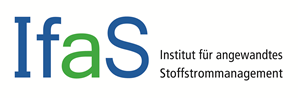 IfaS
Institut für angewandtes
Stoffstrommanagement